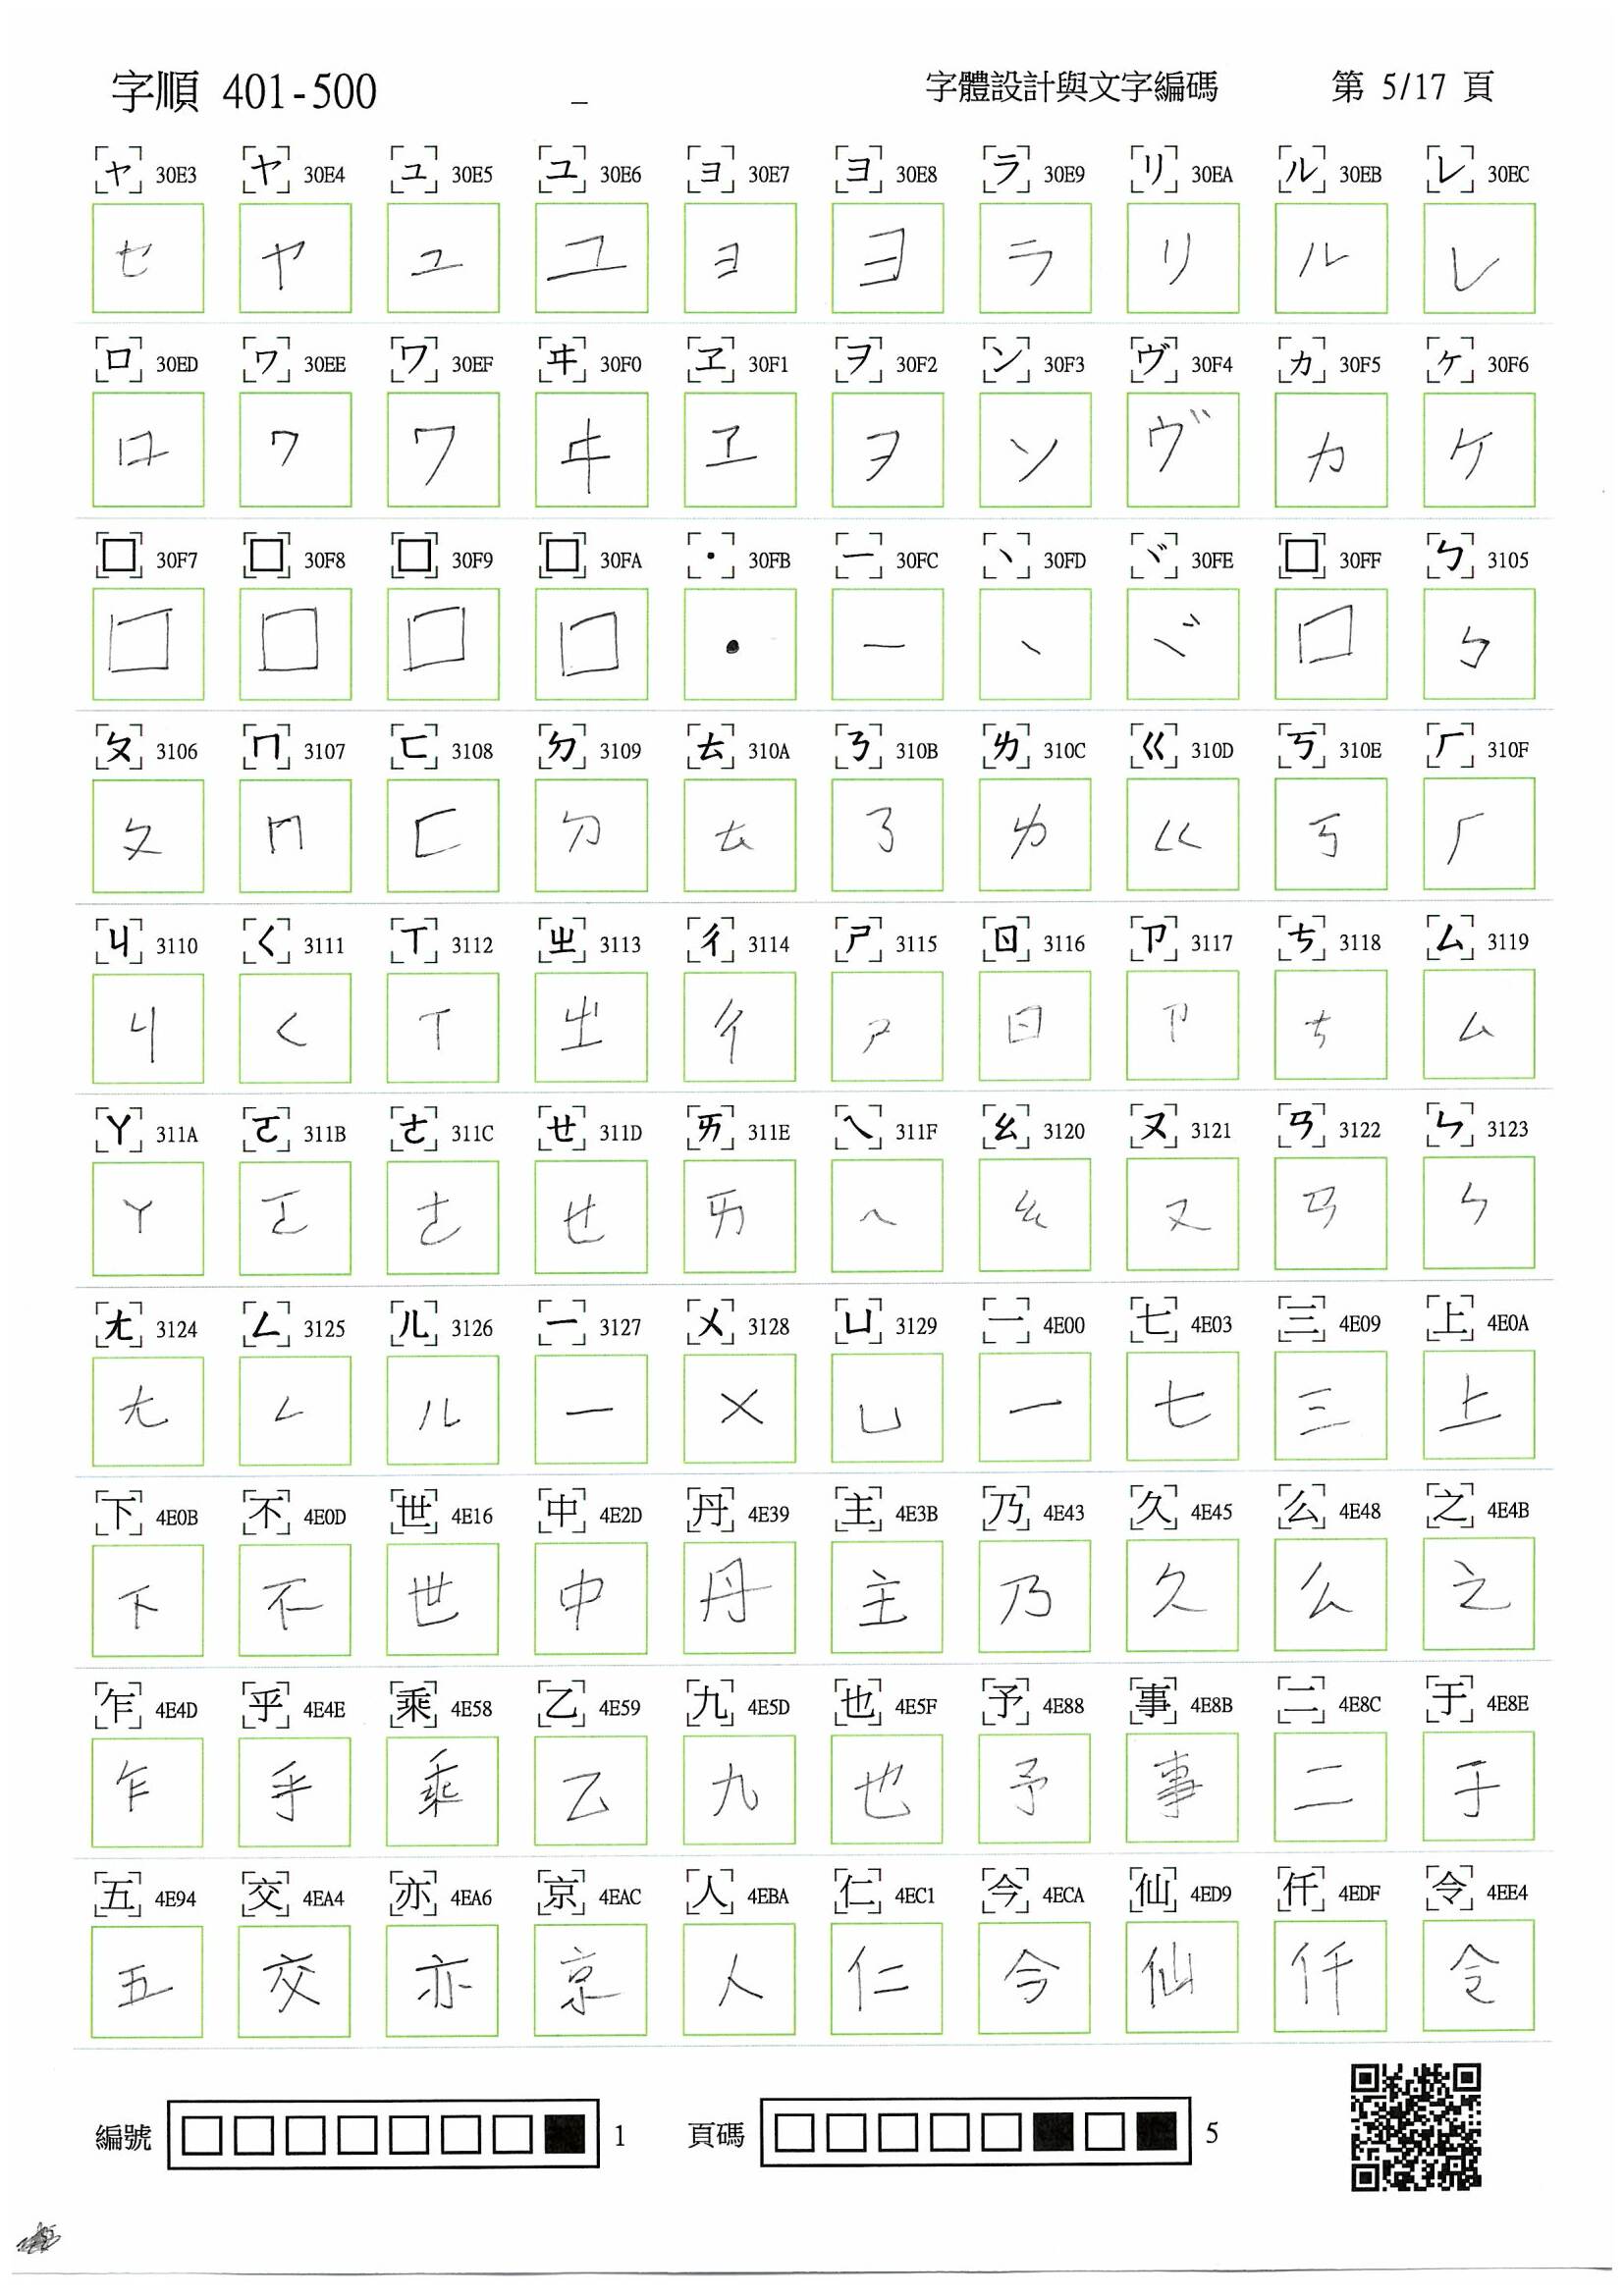 字順 401-500 – 字體設計與文字編碼 第 5/17 頁
ャ 30E3 ヤ 30E4 ュ 30E5 ユ 30E6 ョ 30E7 ヨ 30E8 ラ 30E9 リ 30EA ル 30EB レ 30EC
セ ヤ ュ ユ ョ ヨ ラ リ ル レ
ロ 30ED ヮ 30EE ワ 30EF ヰ 30F0 ヱ 30F1 ヲ 30F2 ン 30F3 ヴ 30F4 ヵ 30F5 ヶ 30F6
ロ ヮ ワ ヰ ヱ ヲ ン ヴ カ ケ
□ 30F7 □ 30F8 □ 30F9 □ 30FA ・ 30FB ー 30FC ヽ 30FD ヾ 30FE □ 30FF ㄅ 3105
□ □ □ □ ・ ー ヽ ヾ □ ㄅ
ㄆ 3106 ㄇ 3107 ㄈ 3108 ㄉ 3109 ㄊ 310A ㄋ 310B ㄌ 310C ㄍ 310D ㄎ 310E ㄏ 310F
ㄆ ㄇ ㄈ ㄉ ㄊ ㄋ ㄌ ㄍ ㄎ ㄏ
ㄐ 3110 ㄑ 3111 ㄒ 3112 ㄓ 3113 ㄔ 3114 ㄕ 3115 ㄖ 3116 ㄗ 3117 ㄘ 3118 ㄙ 3119
ㄐ ㄑ ㄒ ㄓ ㄔ ㄕ ㄖ ㄗ ㄘ ㄙ
ㄚ 311A ㄛ 311B ㄜ 311C ㄝ 311D ㄞ 311E ㄟ 311F ㄠ 3120 ㄡ 3121 ㄢ 3122 ㄣ 3123
ㄚ ㄛ ㄜ ㄝ ㄞ ㄟ ㄠ ㄡ ㄢ ㄣ
ㄤ 3124 ㄥ 3125 ㄦ 3126 ㄧ 3127 ㄨ 3128 ㄩ 3129 一 4E00 七 4E03 三 4E09 上 4E0A
ㄤ ㄥ ㄦ ㄧ ㄨ ㄩ 一 七 三 上
下 4E0B 不 4E0D 世 4E16 中 4E2D 丹 4E39 主 4E3B 乃 4E43 久 4E45 么 4E48 之 4E4B
下 不 世 中 丹 主 乃 久 么 之
乍 4E4D 乎 4E4E 乘 4E58 乙 4E59 九 4E5D 也 4E5F 予 4E88 事 4E8B 二 4E8C 于 4E8E
乍 乎 乘 乙 九 也 予 事 二 于
五 4E94 交 4EA4 亦 4EA6 京 4EAC 人 4EBA 仁 4EC1 今 4ECA 仙 4ED9 仟 4EDF 令 4EE4
五 交 亦 京 人 仁 今 仙 仟 令
編號 1 頁碼 5